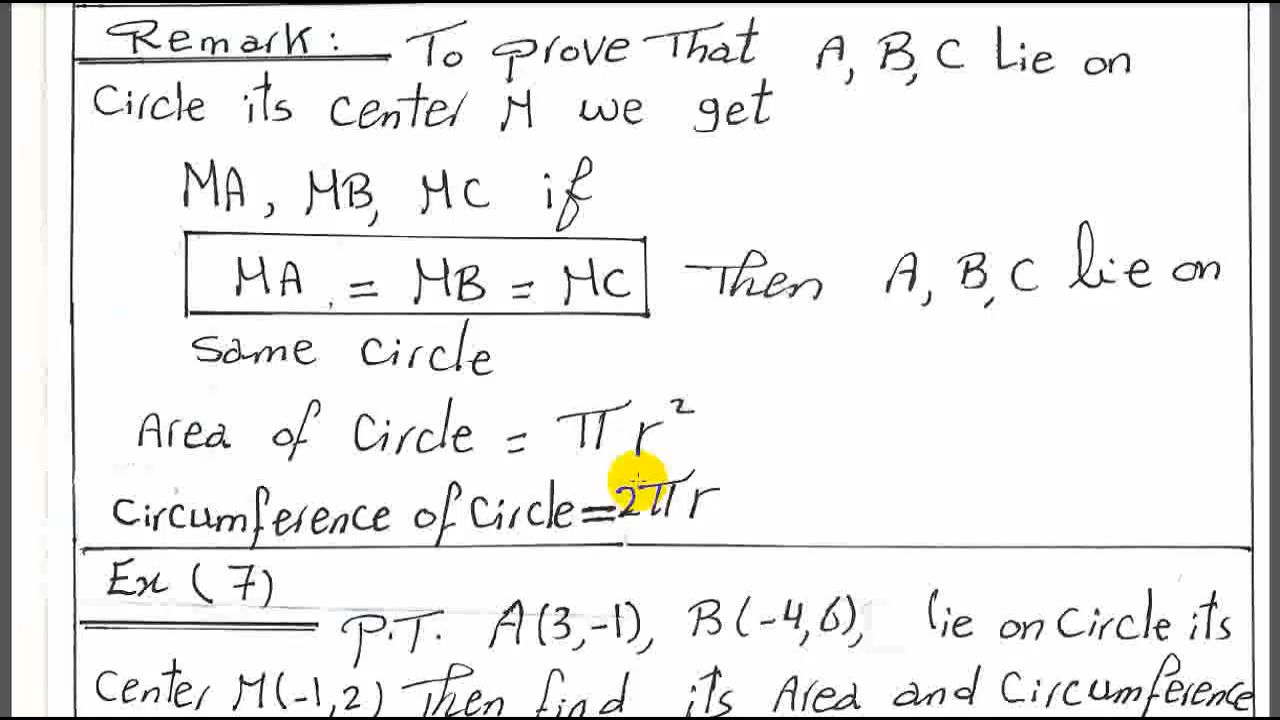 Remark: To prove That A, B, C Lie on
Circle its center M we get
MA, MB, MC if
MA = MB = MC Then A, B, C lie on
same circle
Area of Circle = π r²
Circumference of Circle = 2πr
Ex (7)
P.T. A(3,-1), B(-4,6), lie on Circle its
center M(-1,2) Then find its Area and Circumference